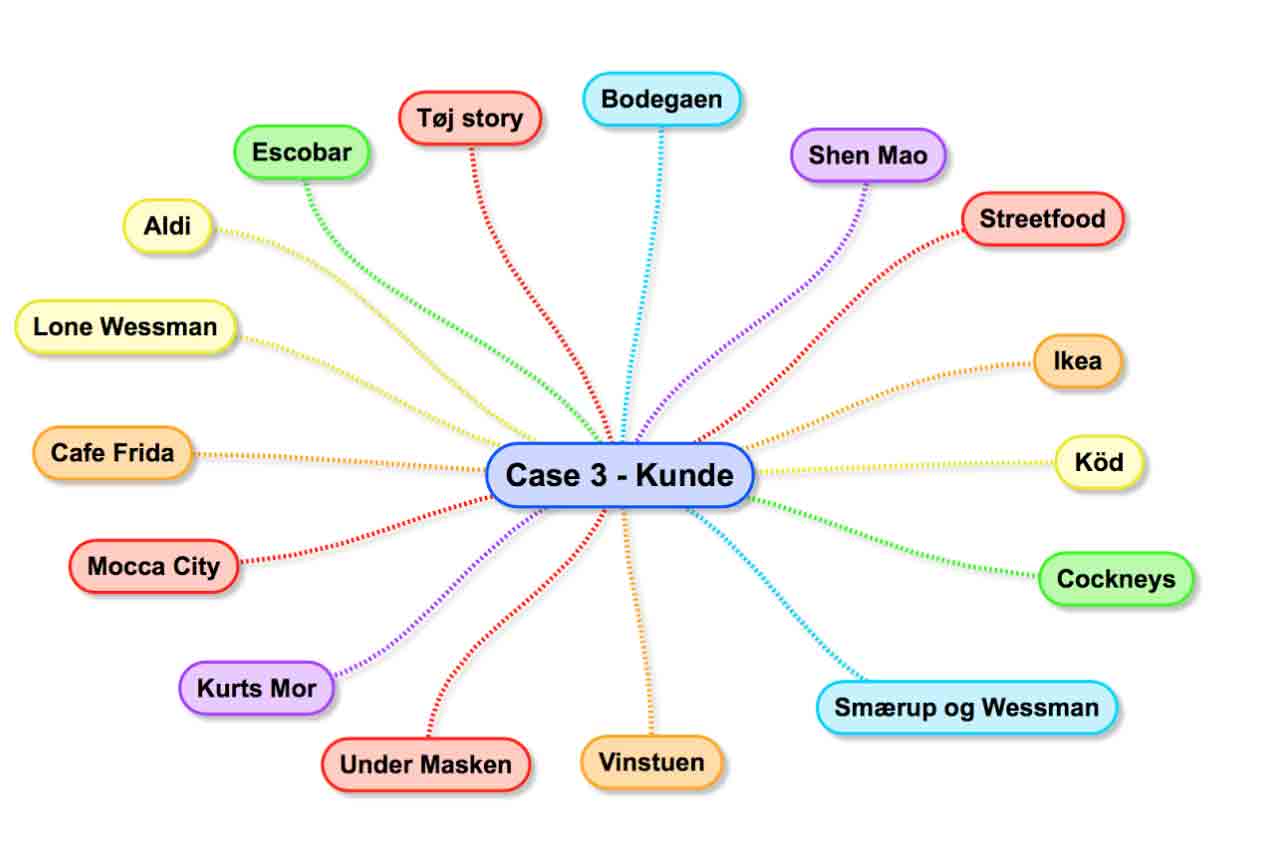 Bodegaen
Tøj story
Escobar
Shen Mao
Streetfood
Aldi
Lone Wessman
Ikea
Cafe Frida
Köd
Case 3 - Kunde
Mocca City
Cockneys
Kurts Mor
Smærup og Wessman
Under Masken
Vinstuen